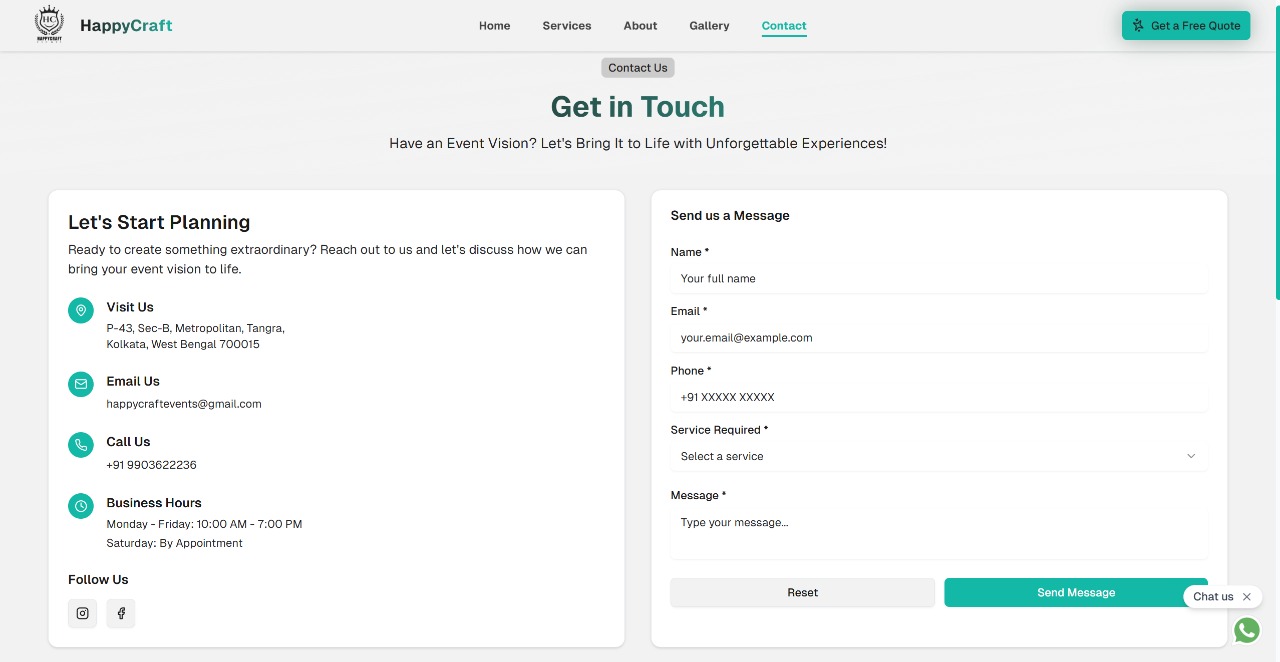 HC
HAPPYCRAFT
HappyCraft
Home
Services
About
Gallery
Contact
Get a Free Quote
Contact Us
Get in Touch
Have an Event Vision? Let's Bring It to Life with Unforgettable Experiences!
Let's Start Planning
Ready to create something extraordinary? Reach out to us and let's discuss how we can
bring your event vision to life.
Visit Us
P-43, Sec-B, Metropolitan, Tangra,
Kolkata, West Bengal 700015
Email Us
happycraftevents@gmail.com
Call Us
+91 9903622236
Business Hours
Monday - Friday: 10:00 AM - 7:00 PM
Saturday: By Appointment
Follow Us
Send us a Message
Name *
Your full name
Email *
your.email@example.com
Phone *
+91 XXXXX XXXXX
Service Required *
Select a service
Message *
Type your message...
Reset
Send Message
Chat us